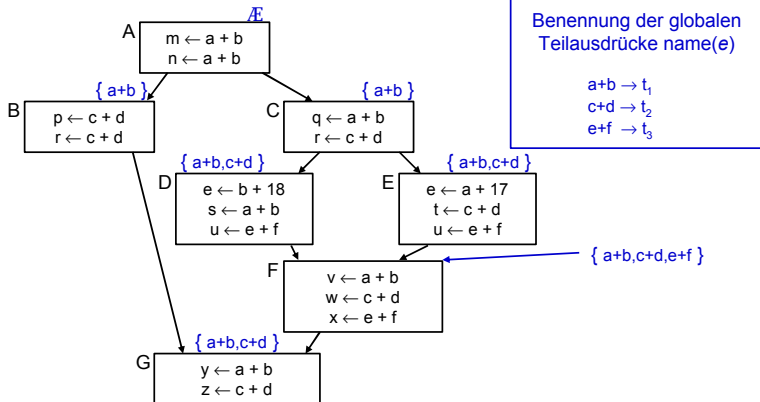 Æ
A
m ← a + b
n ← a + b
Benennung der globalen
Teilausdrücke name(e)
a+b → t1
c+d → t2
e+f → t3
{ a+b}
B
p ← c + d
r ← c + d
{ a+b}
C
q ← a + b
r ← c + d
{ a+b,c+d}
D
e ← b + 18
s ← a + b
u ← e + f
{ a+b,c+d}
E
e ← a + 17
t ← c + d
u ← e + f
F
v ← a + b
w ← c + d
x ← e + f
{ a+b,c+d,e+f }
{ a+b,c+d}
G
y ← a + b
z ← c + d